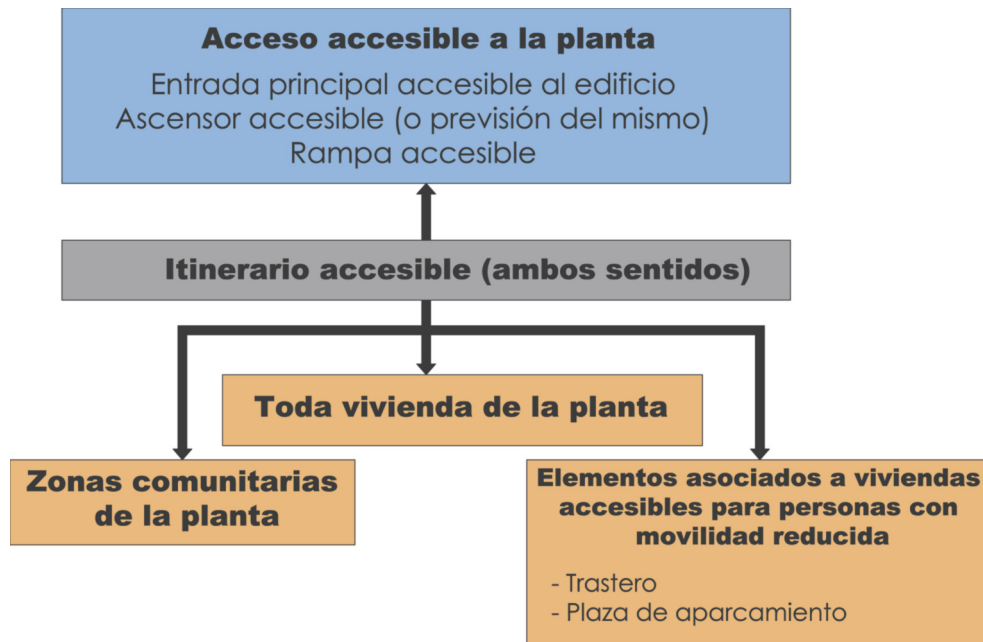 Acceso accesible a la planta
Entrada principal accesible al edificio
Ascensor accesible (o previsión del mismo)
Rampa accesible
Itinerario accesible (ambos sentidos)
Toda vivienda de la planta
Zonas comunitarias
de la planta
Elementos asociados a viviendas
accesibles para personas con
movilidad reducida
- Trastero
- Plaza de aparcamiento